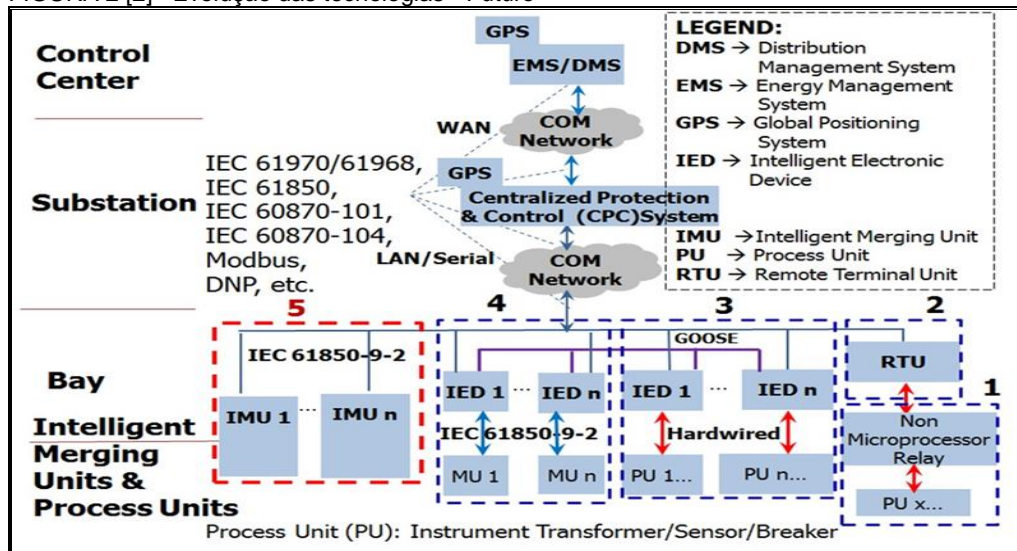 GPS
EMS/DMS
Control
Center
WAN
COM
Network
IEC 61970/61968,
IEC 61850,
IEC 60870-101,
IEC 60870-104,
Modbus,
DNP, etc.
Substation
GPS
Centralized Protection
& Control (CPC)System
LAN/Serial
COM
Network
LEGEND:
DMS → Distribution
Management System
EMS → Energy Management
System
GPS → Global Positioning
System
IED → Intelligent Electronic
Device
IMU →Intelligent Merging Unit
PU → Process Unit
RTU → Remote Terminal Unit
5
4
3
2
1
Bay
Intelligent
Merging
Units &
Process Units
IEC 61850-9-2
IMU 1
...
IMU n
GOOSE
IED 1
...
IED n
IEC 61850-9-2
MU 1
MU n
IED 1
...
IED n
Hardwired
PU 1...
PU n...
RTU
Non
Microprocessor
Relay
PU x...
Process Unit (PU): Instrument Transformer/Sensor/Breaker